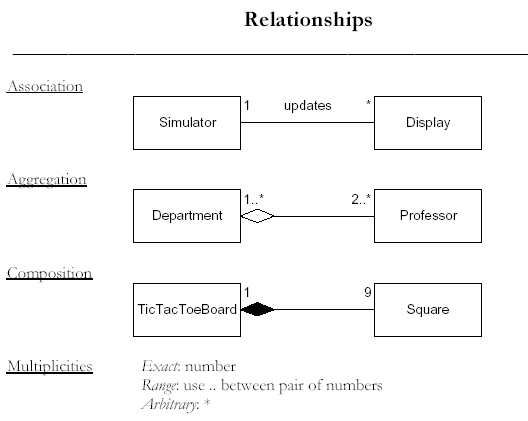 Relationships
Association
Simulator 1 updates * Display
Aggregation
Department 1..* 2..* Professor
Composition
TicTacToeBoard 1 9 Square
Multiplicities Exact: number
Range: use .. between pair of numbers
Arbitrary: *